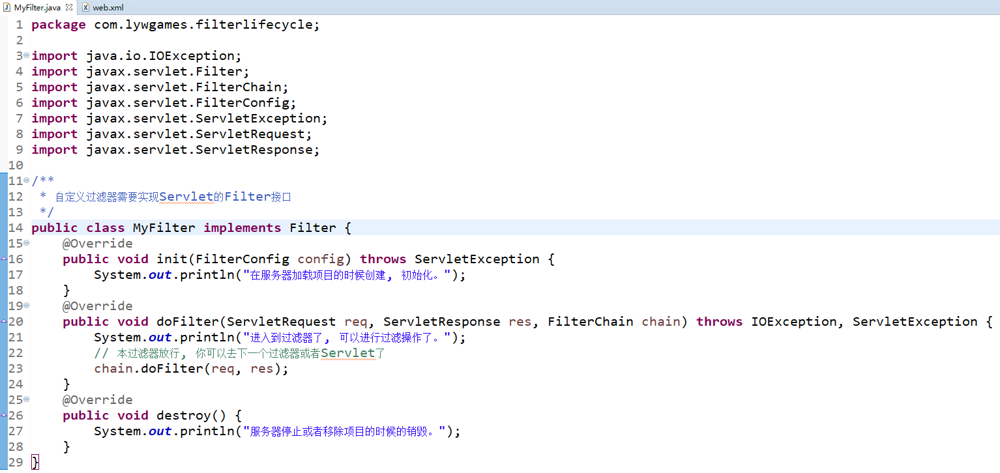 MyFilter.java web.xml
1 package com.lywgames.filterlifecycle;
2
3 import java.io.IOException;
4 import javax.servlet.Filter;
5 import javax.servlet.FilterChain;
6 import javax.servlet.FilterConfig;
7 import javax.servlet.ServletException;
8 import javax.servlet.ServletRequest;
9 import javax.servlet.ServletResponse;
10
11 /**
12  * 自定义过滤器需要实现Servlet的Filter接口
13  */
14 public class MyFilter implements Filter {
15     @Override
16     public void init(FilterConfig config) throws ServletException {
17         System.out.println("在服务器加载项目的时候创建, 初始化。");
18     }
19     @Override
20     public void doFilter(ServletRequest req, ServletResponse res, FilterChain chain) throws IOException, ServletException {
21         System.out.println("进入到过滤器了, 可以进行过滤操作了。");
22         // 本过滤器放行, 你可以去下一个过滤器或者Servlet了
23         chain.doFilter(req, res);
24     }
25     @Override
26     public void destroy() {
27         System.out.println("服务器停止或者移除项目的时候的销毁。");
28     }
29 }